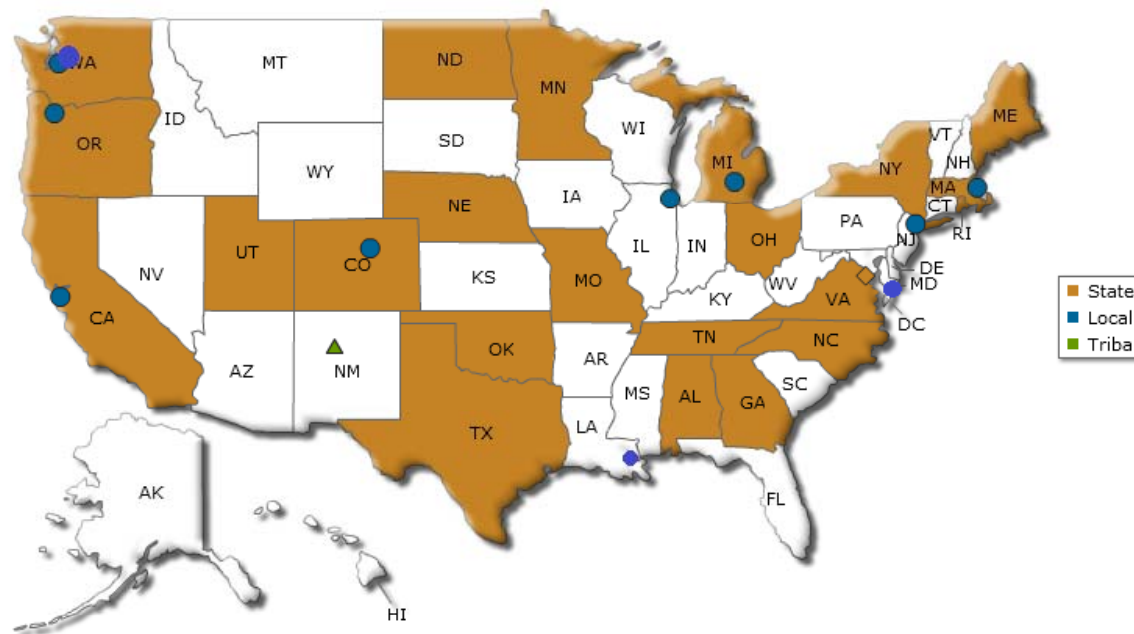 WA
MT
ND
MN
ME
ID
OR
SD
WI
MI
VT
NH
NY
MA
CT
RI
WY
IA
NE
PA
NJ
NV
UT
CO
IL
IN
OH
DE
MD
DC
CA
KS
MO
WV
VA
KY
AZ
NM
OK
AR
TN
NC
SC
TX
LA
MS
AL
GA
FL
AK
HI
State
Local
Triba